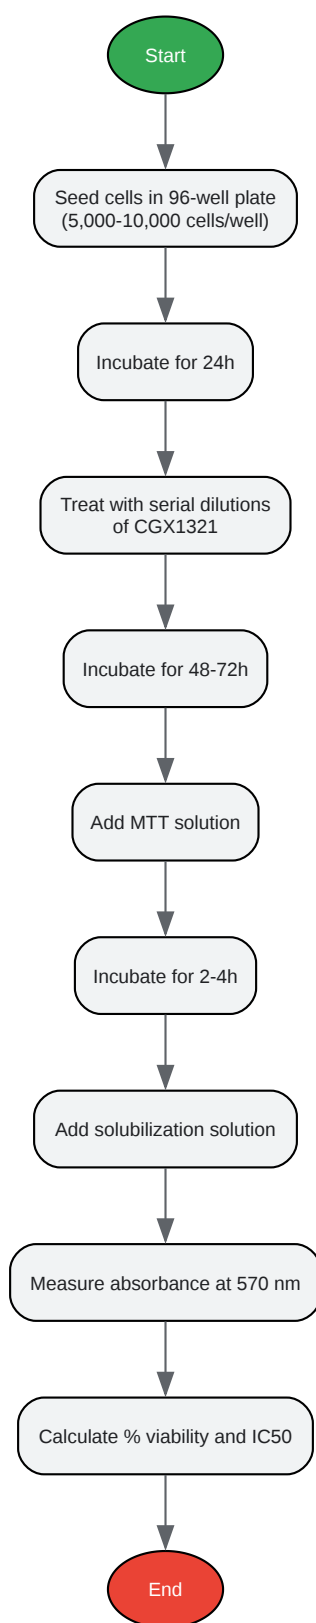 Start
Seed cells in 96-well plate
(5,000-10,000 cells/well)
Incubate for 24h
Treat with serial dilutions
of CGX1321
Incubate for 48-72h
Add MTT solution
Incubate for 2-4h
Add solubilization solution
Measure absorbance at 570 nm
Calculate % viability and IC50
End